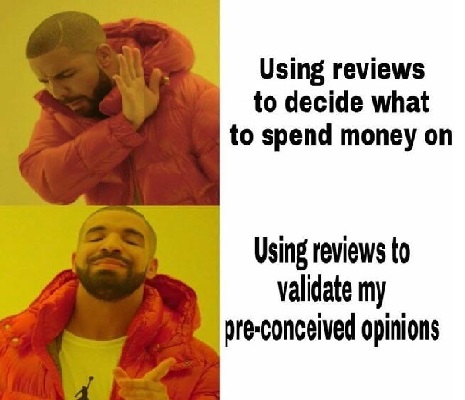 Using reviews
to decide what
to spend money on
Using reviews to
validate my
pre-conceived opinions